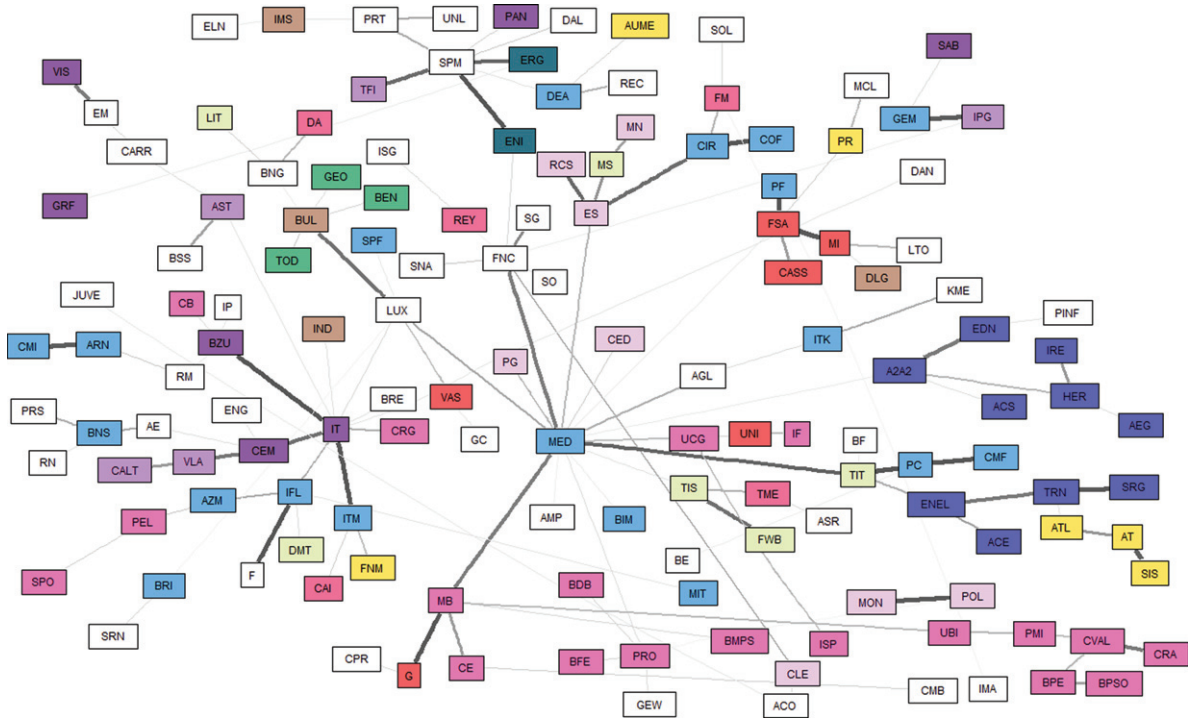 ELN
IMS
PRT
UNL
PAN
DAL
AUME
SOL
SAB
VIS
SPM
ERG
TFI
DEA
REC
FM
MCL
EM
LIT
DA
GEM
IPG
CARR
ENI
MN
CIR
COF
PR
BNG
ISG
RCS
MS
GEO
BEN
DAN
PF
GRF
AST
BUL
REY
ES
SG
FSA
MI
LTO
SPF
BSS
TOD
SNA
FNC
SO
CASS
DLG
JUVE
CB
IP
LUX
KME
IND
CED
EDN
PINF
CMI
ARN
BZU
ITK
IRE
PG
A2A2
RM
AGL
HER
BRE
VAS
ACS
PRS
ENG
AEG
BNS
AE
IT
CRG
GC
MED
UCG
UNI
IF
BF
RN
CEM
CALT
VLA
TIT
PC
CMF
AZM
IFL
TIS
TME
TRN
SRG
PEL
ITM
AMP
BIM
ASR
ENEL
ATL
AT
DMT
FWB
ACE
BE
FNM
SIS
SPO
BRI
F
CAI
BDB
MIT
MON
POL
MB
SRN
BMPS
ISP
UBI
PMI
CVAL
CRA
CPR
G
CE
BFE
PRO
CLE
BPE
BPSO
CMB
IMA
GEW
ACO